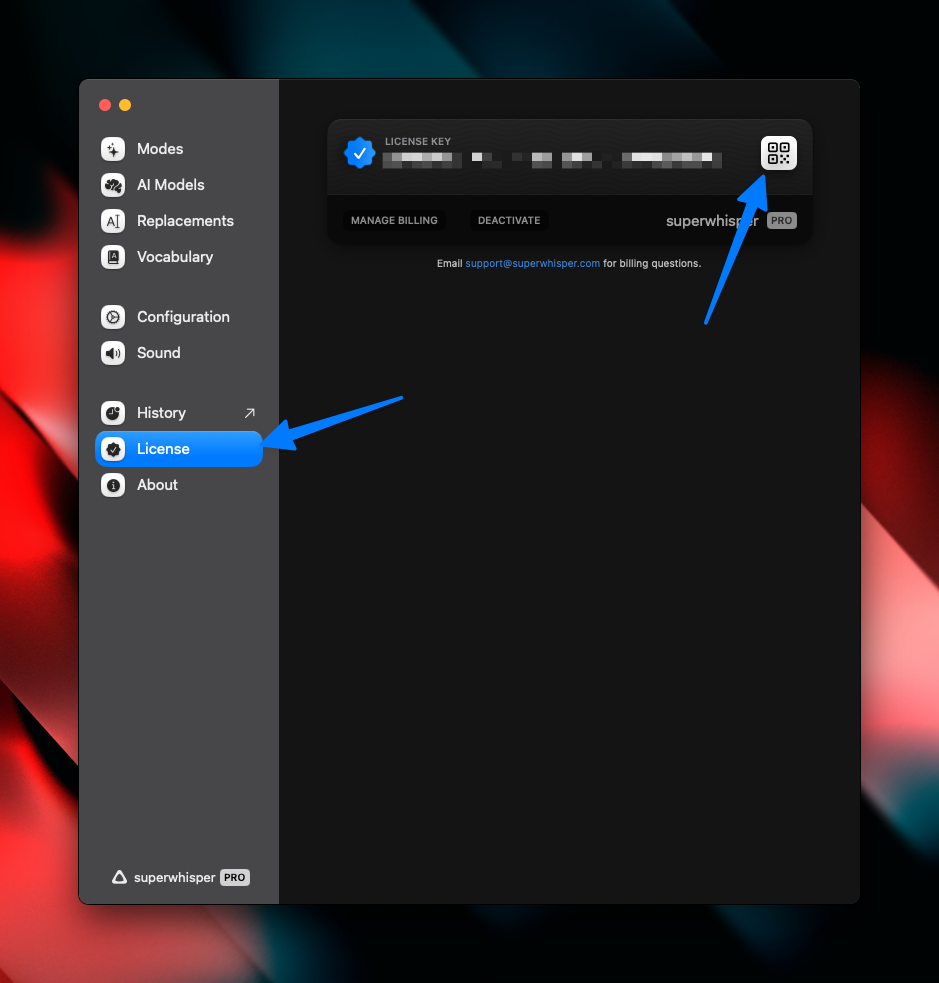 Modes
AI Models
Replacements
Vocabulary
Configuration
Sound
History
License
About
superwhisper PRO
LICENSE KEY
MANAGE BILLING
DEACTIVATE
superwhisper PRO
Email support@superwhisper.com for billing questions.